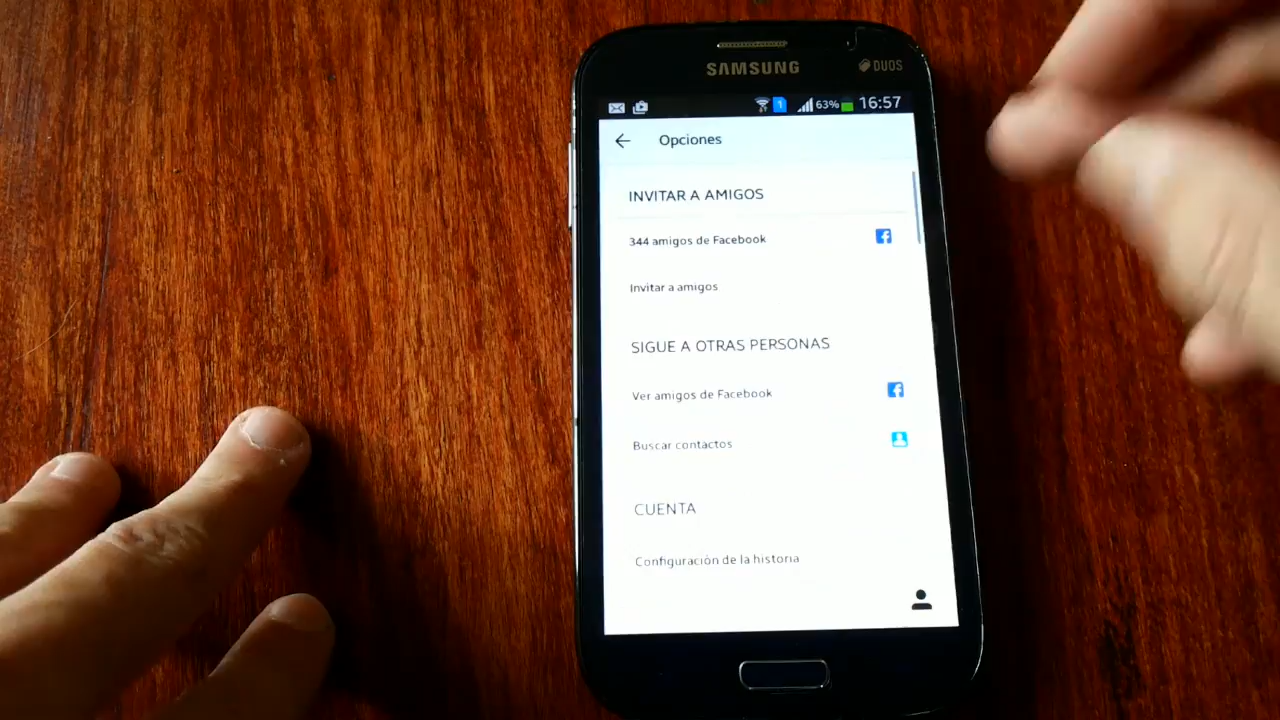 SAMSUNG
DUOS
1
63%
16:57
Opciones
INVITAR A AMIGOS
344 amigos de Facebook
Invitar a amigos
SIGUE A OTRAS PERSONAS
Ver amigos de Facebook
Buscar contactos
CUENTA
Configuración de la historia